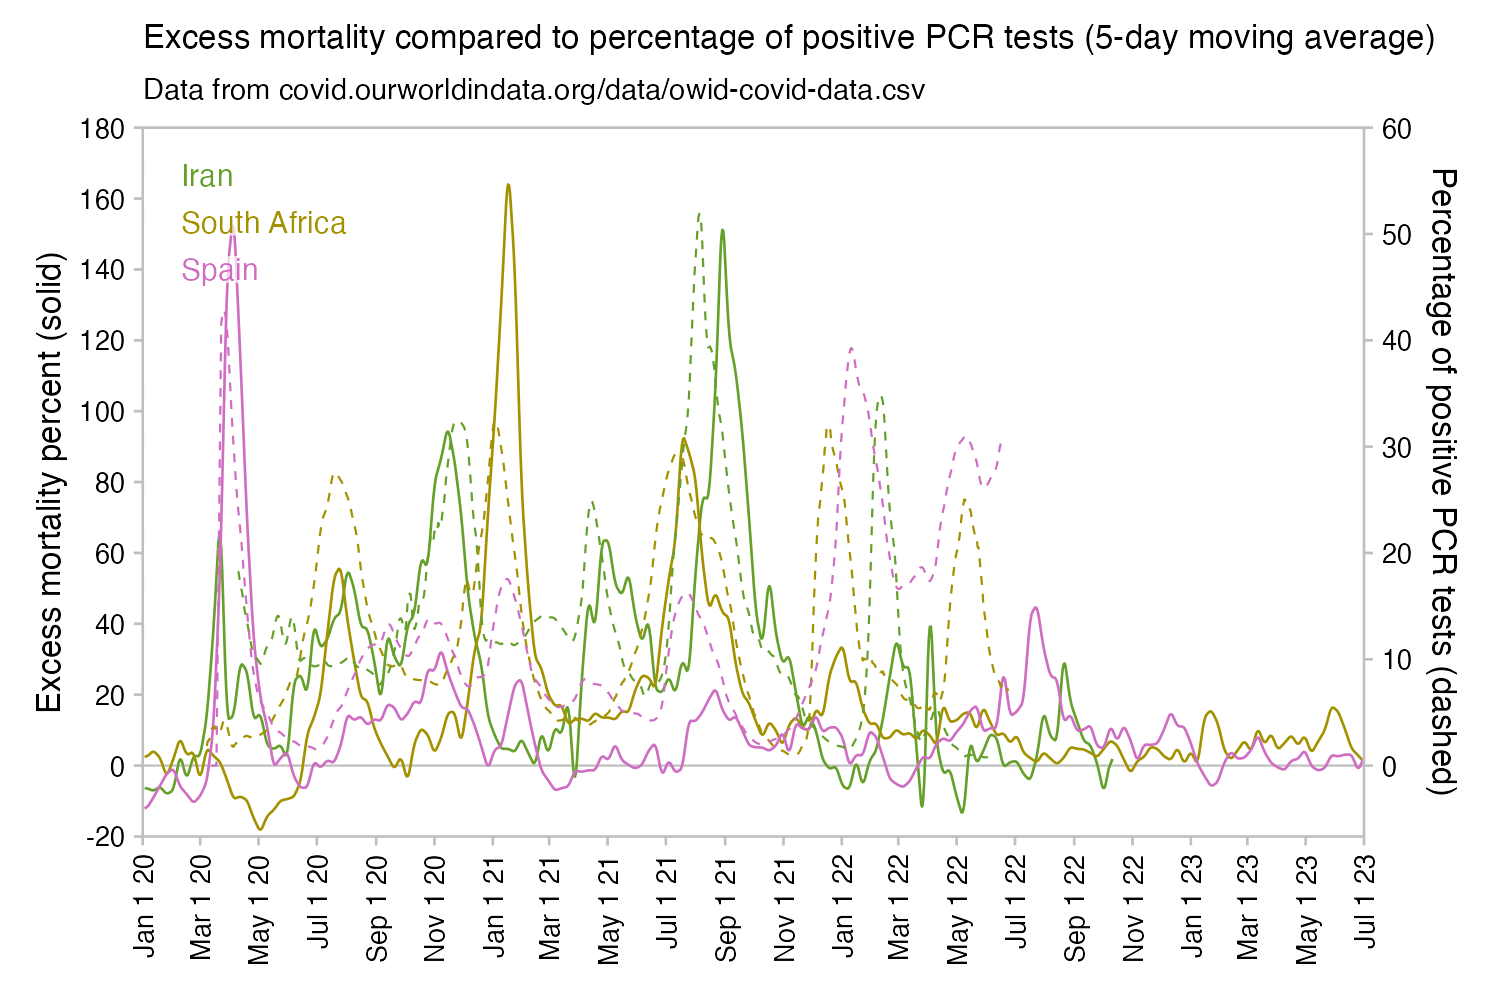 Excess mortality compared to percentage of positive PCR tests (5-day moving average)
Data from covid.ourworldindata.org/data/owid-covid-data.csv
Iran
South Africa
Spain
Excess mortality percent (solid)
180
160
140
120
100
80
60
40
20
0
-20
60
50
40
30
20
10
0
Percentage of positive PCR tests (dashed)
Jan 1 20
Mar 1 20
May 1 20
Jul 1 20
Sep 1 20
Nov 1 20
Jan 1 21
Mar 1 21
May 1 21
Jul 1 21
Sep 1 21
Nov 1 21
Jan 1 22
Mar 1 22
May 1 22
Jul 1 22
Sep 1 22
Nov 1 22
Jan 1 23
Mar 1 23
May 1 23
Jul 1 23